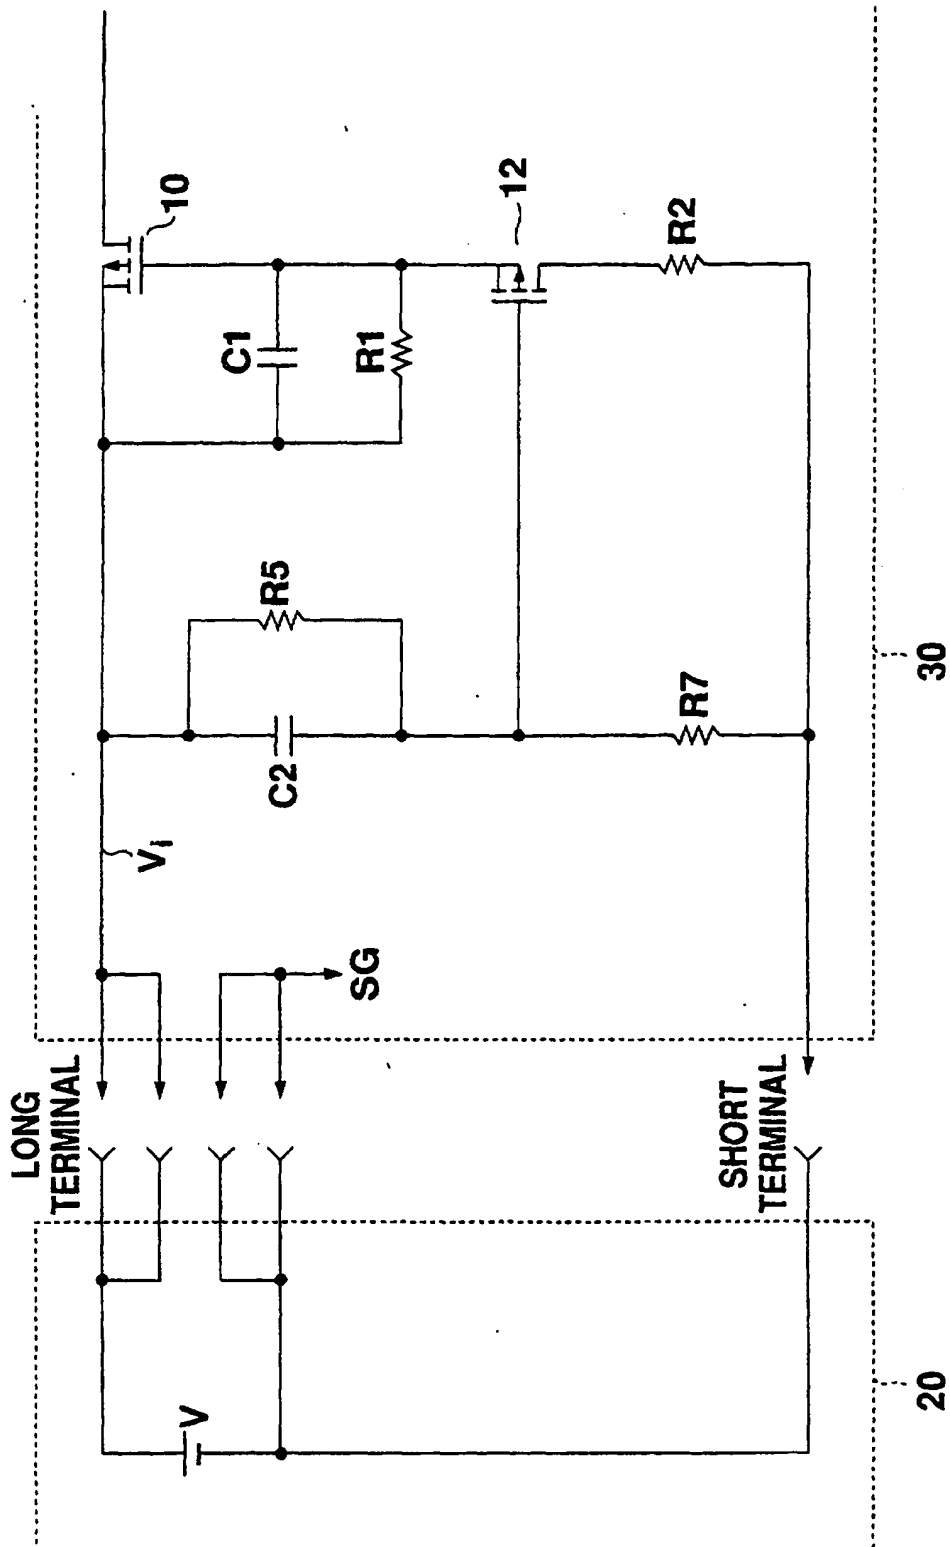 LONG
TERMINAL
V
Vi
SG
C2
R5
C1
R1
10
12
R2
R7
SHORT
TERMINAL
20
30